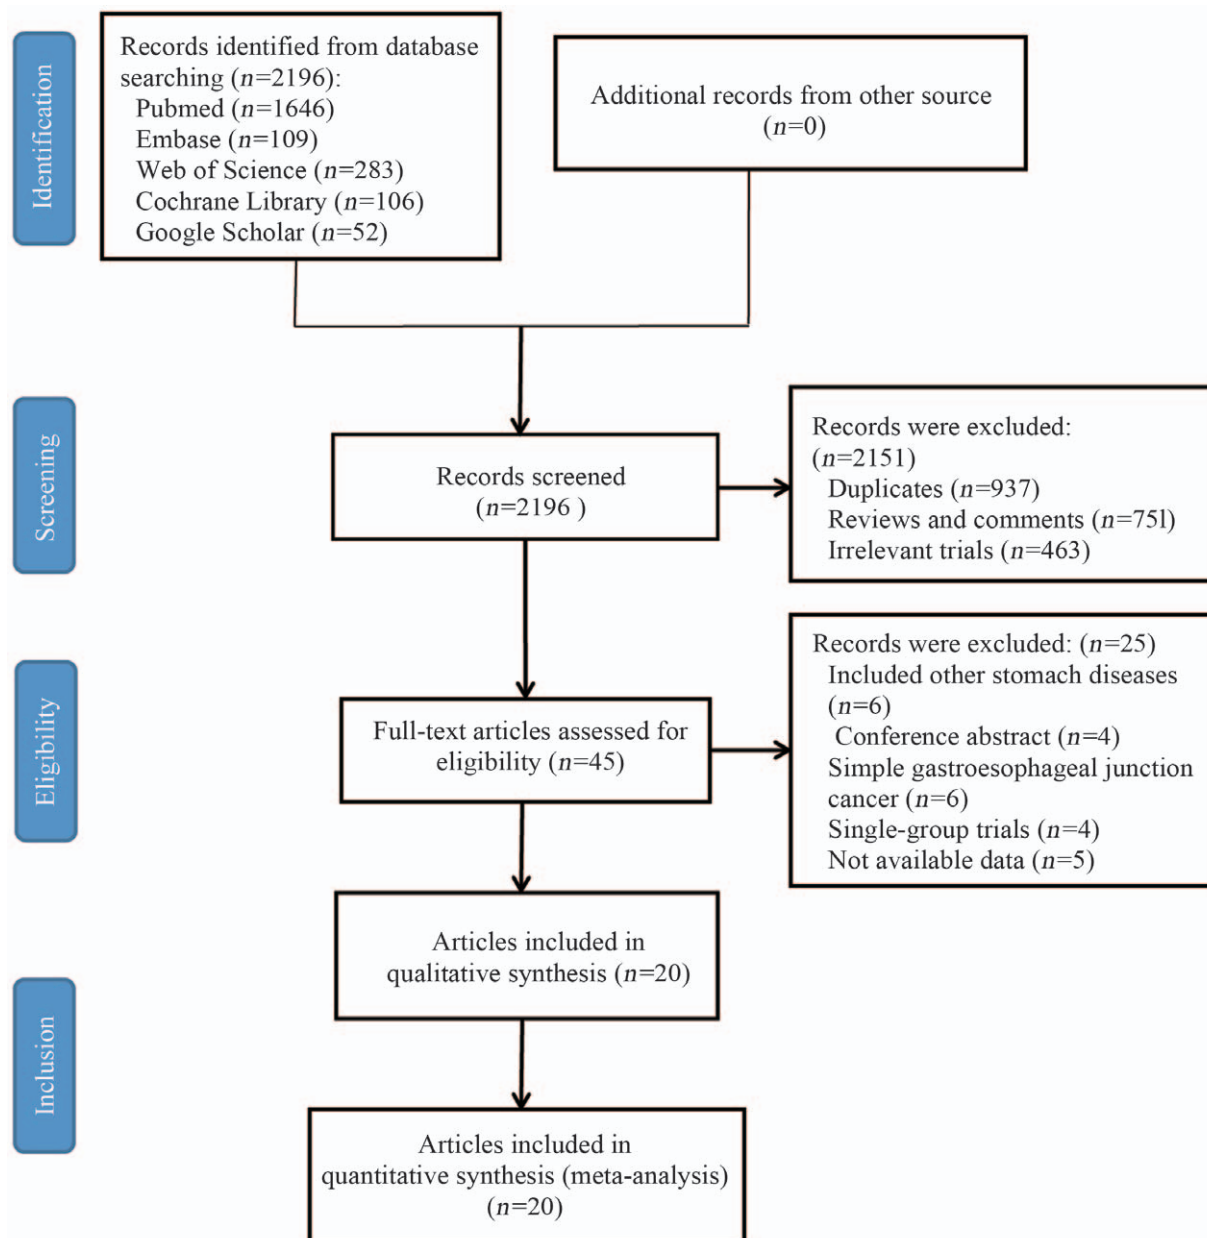 Identification
Records identified from database
searching (n=2196):
Pubmed (n=1646)
Embase (n=109)
Web of Science (n=283)
Cochrane Library (n=106)
Google Scholar (n=52)
Additional records from other source
(n=0)
Screening
Records screened
(n=2196 )
Records were excluded:
(n=2151)
Duplicates (n=937)
Reviews and comments (n=75l)
Irrelevant trials (n=463)
Eligibility
Full-text articles assessed for
eligibility (n=45)
Records were excluded: (n=25)
Included other stomach diseases
(n=6)
Conference abstract (n=4)
Simple gastroesophageal junction
cancer (n=6)
Single-group trials (n=4)
Not available data (n=5)
Inclusion
Articles included in
qualitative synthesis (n=20)
Articles included in
quantitative synthesis (meta-analysis)
(n=20)